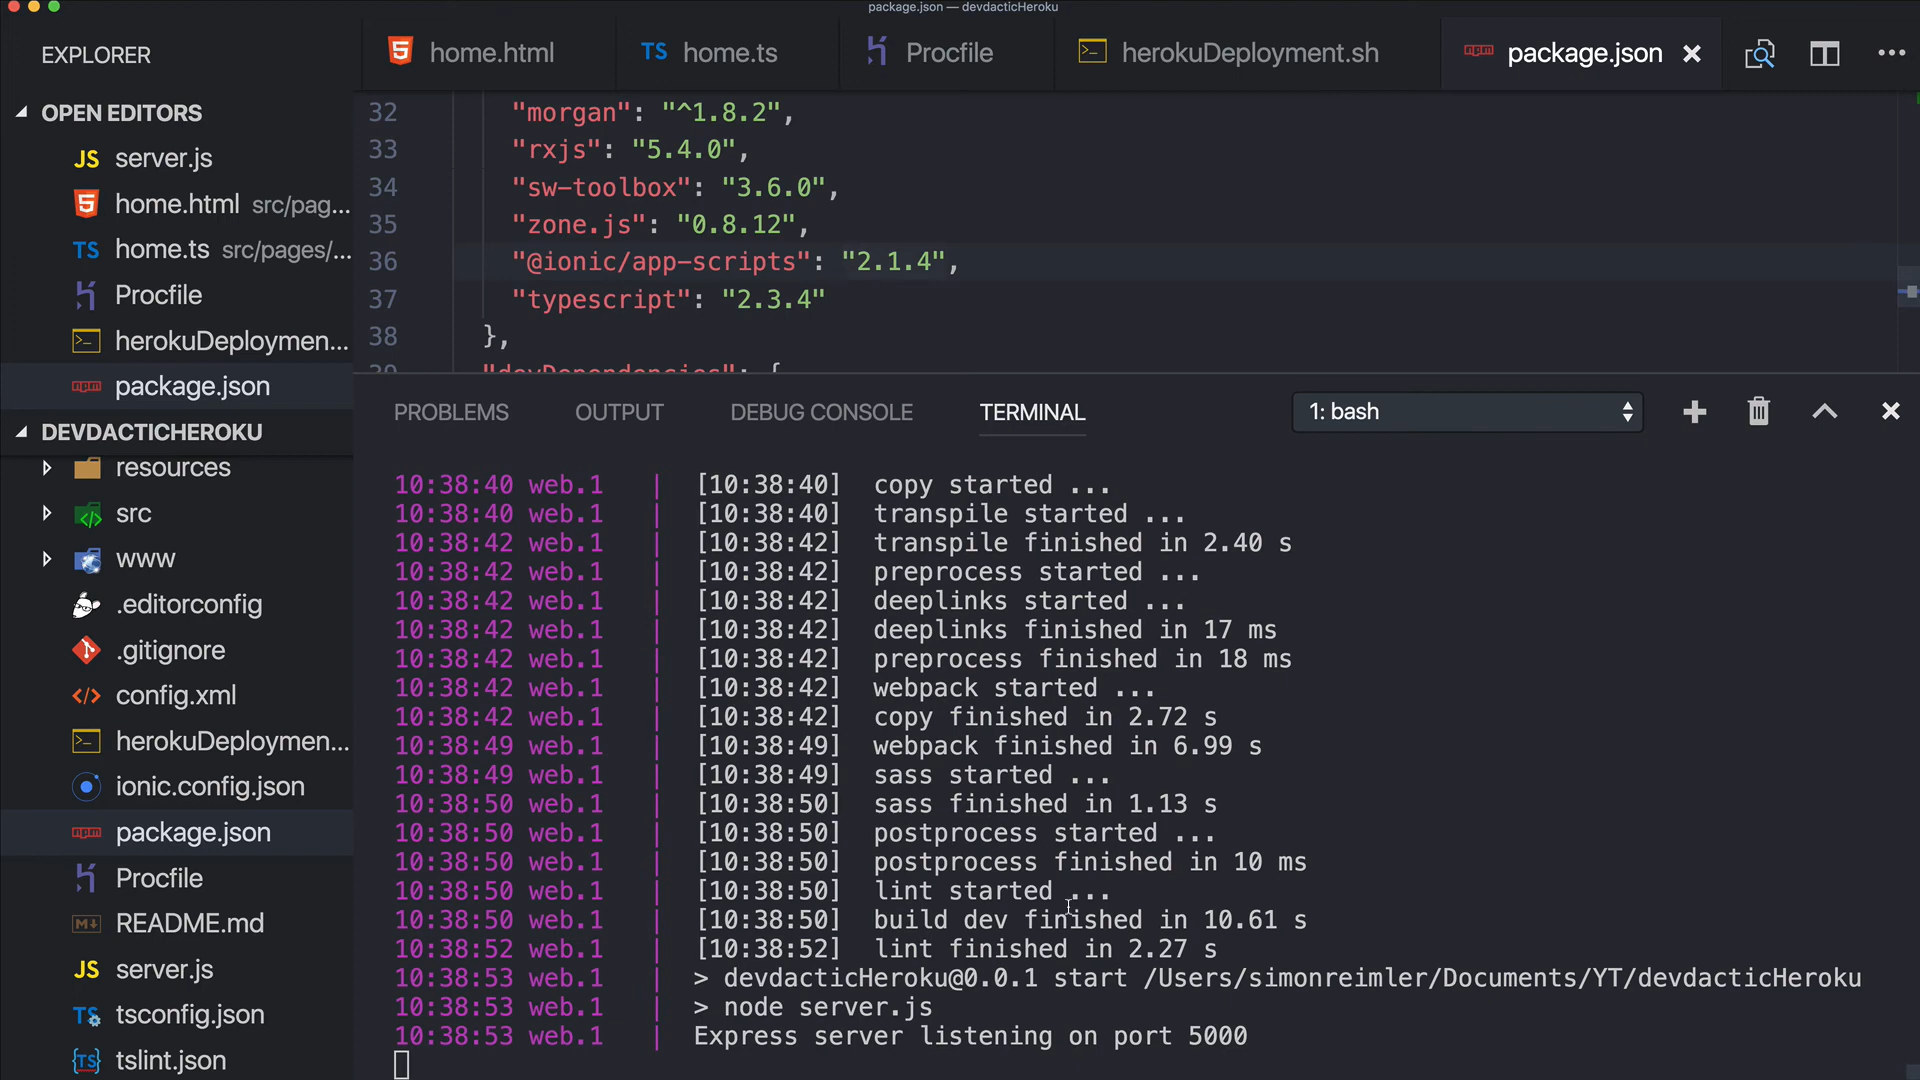 package.json — devdacticHeroku
EXPLORER
OPEN EDITORS
JS server.js
home.html src/pag...
TS home.ts src/pages/...
Procfile
herokuDeploymen...
package.json
DEVDACTICHEROKU
resources
src
www
.editorconfig
.gitignore
config.xml
herokuDeploymen...
ionic.config.json
package.json
Procfile
README.md
JS server.js
TS tsconfig.json
tslint.json
home.html
TS home.ts
Procfile
herokuDeployment.sh
package.json
32 "morgan": "^1.8.2",
33 "rxjs": "5.4.0",
34 "sw-toolbox": "3.6.0",
35 "zone.js": "0.8.12",
36 "@ionic/app-scripts": "2.1.4",
37 "typescript": "2.3.4"
38 },
39 "devDependencies": {
PROBLEMS OUTPUT DEBUG CONSOLE TERMINAL 1: bash
10:38:40 web.1 | [10:38:40] copy started ...
10:38:40 web.1 | [10:38:40] transpile started ...
10:38:42 web.1 | [10:38:42] transpile finished in 2.40 s
10:38:42 web.1 | [10:38:42] preprocess started ...
10:38:42 web.1 | [10:38:42] deeplinks started ...
10:38:42 web.1 | [10:38:42] deeplinks finished in 17 ms
10:38:42 web.1 | [10:38:42] preprocess finished in 18 ms
10:38:42 web.1 | [10:38:42] webpack started ...
10:38:42 web.1 | [10:38:42] copy finished in 2.72 s
10:38:49 web.1 | [10:38:49] webpack finished in 6.99 s
10:38:49 web.1 | [10:38:49] sass started ...
10:38:50 web.1 | [10:38:50] sass finished in 1.13 s
10:38:50 web.1 | [10:38:50] postprocess started ...
10:38:50 web.1 | [10:38:50] postprocess finished in 10 ms
10:38:50 web.1 | [10:38:50] lint started ...
10:38:50 web.1 | [10:38:50] build dev finished in 10.61 s
10:38:52 web.1 | [10:38:52] lint finished in 2.27 s
10:38:53 web.1 | > devdacticHeroku@0.0.1 start /Users/simonreimler/Documents/YT/devdacticHeroku
10:38:53 web.1 | > node server.js
10:38:53 web.1 | Express server listening on port 5000